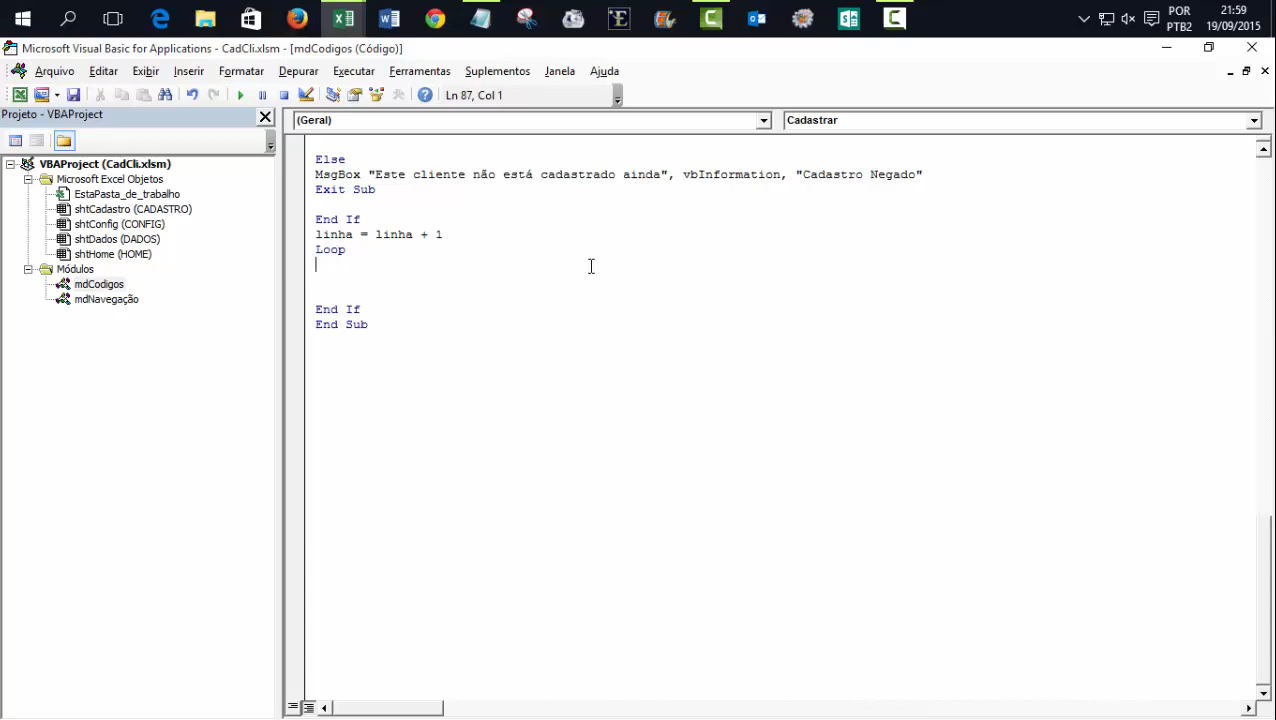 POR
PTB2
21:59
19/09/2015
Microsoft Visual Basic for Applications - CadCli.xlsm - [mdCodigos (Código)]
Arquivo Editar Exibir Inserir Formatar Depurar Executar Ferramentas Suplementos Janela Ajuda
Ln 87, Col 1
Projeto - VBAProject
(Geral)
Cadastrar
VBAProject (CadCli.xlsm)
Microsoft Excel Objetos
EstaPasta_de_trabalho
shtCadastro (CADASTRO)
shtConfig (CONFIG)
shtDados (DADOS)
shtHome (HOME)
Módulos
mdCodigos
mdNavegação
Else
MsgBox "Este cliente não está cadastrado ainda", vbInformation, "Cadastro Negado"
Exit Sub
End If
linha = linha + 1
Loop
End If
End Sub